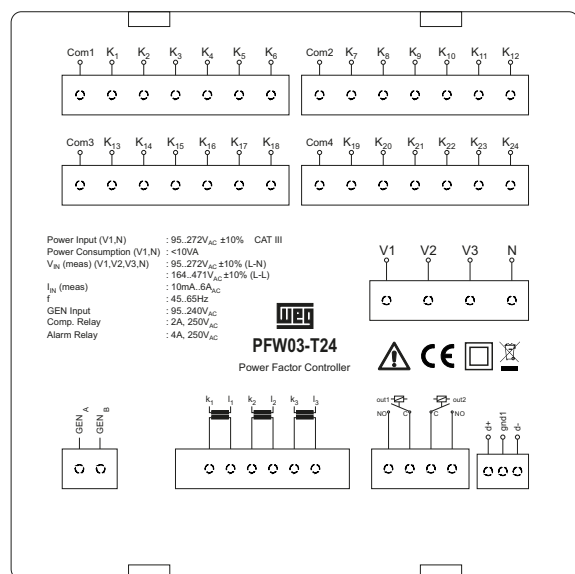 Com1 K1 K2 K3 K4 K5 K6
Com2 K7 K8 K9 K10 K11 K12
Com3 K13 K14 K15 K16 K17 K18
Com4 K19 K20 K21 K22 K23 K24
Power Input (V1,N) : 95..272VAC ±10% CAT III
Power Consumption (V1,N) : <10VA
VIN (meas) (V1,V2,V3,N) : 95..272VAC ±10% (L-N)
: 164..471VAC ±10% (L-L)
IIN (meas) : 10mA..6AAC
f : 45..65Hz
GEN Input : 95..240VAC
Comp. Relay : 2A, 250VAC
Alarm Relay : 4A, 250VAC
V1 V2 V3 N
WEG
PFW03-T24
Power Factor Controller
CE
GEN A
GEN B
k1 l1 k2 l2 k3 l3
out1 out2
NO C C NO
d+ gnd1 d-